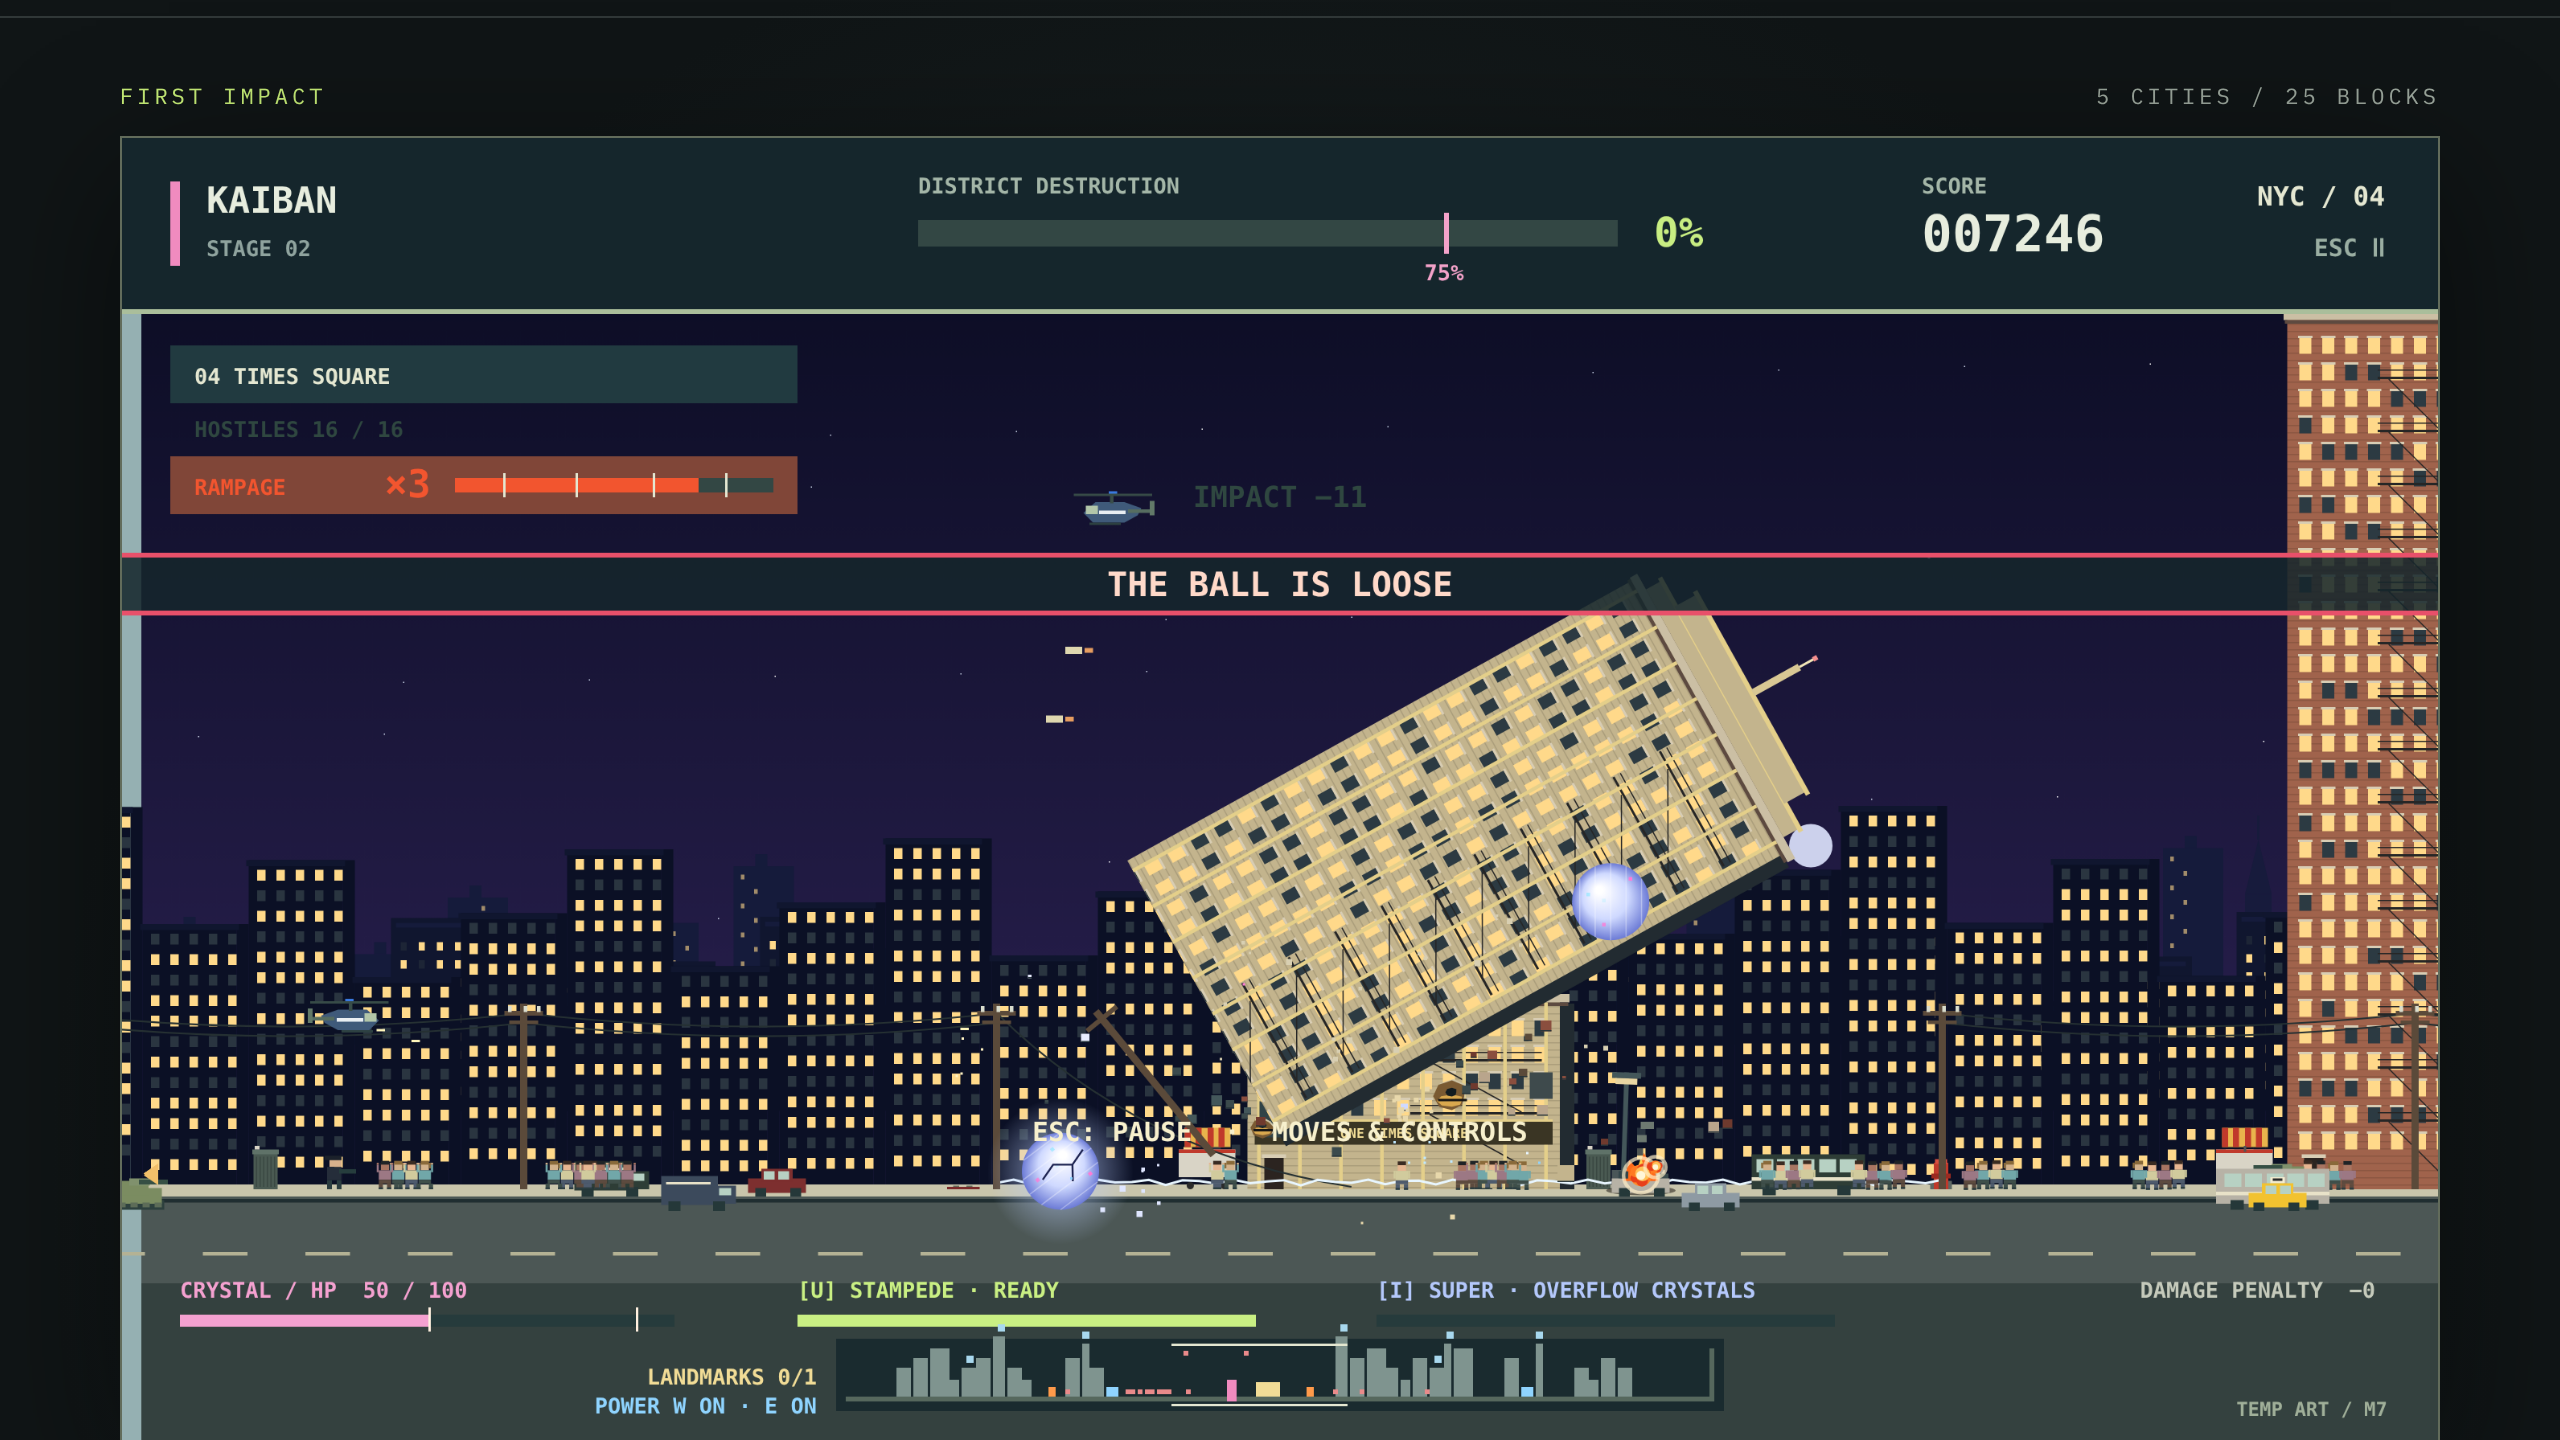 FIRST IMPACT
5 CITIES / 25 BLOCKS
KAIBAN
STAGE 02
DISTRICT DESTRUCTION
0%
75%
SCORE
007246
NYC / 04
ESC II
04 TIMES SQUARE
HOSTILES 16 / 16
RAMPAGE ×3
IMPACT −11
THE BALL IS LOOSE
ESC: PAUSE
MOVES & CONTROLS
CRYSTAL / HP 50 / 100
[U] STAMPEDE · READY
[I] SUPER · OVERFLOW CRYSTALS
DAMAGE PENALTY −0
LANDMARKS 0/1
POWER W ON · E ON
TEMP ART / M7